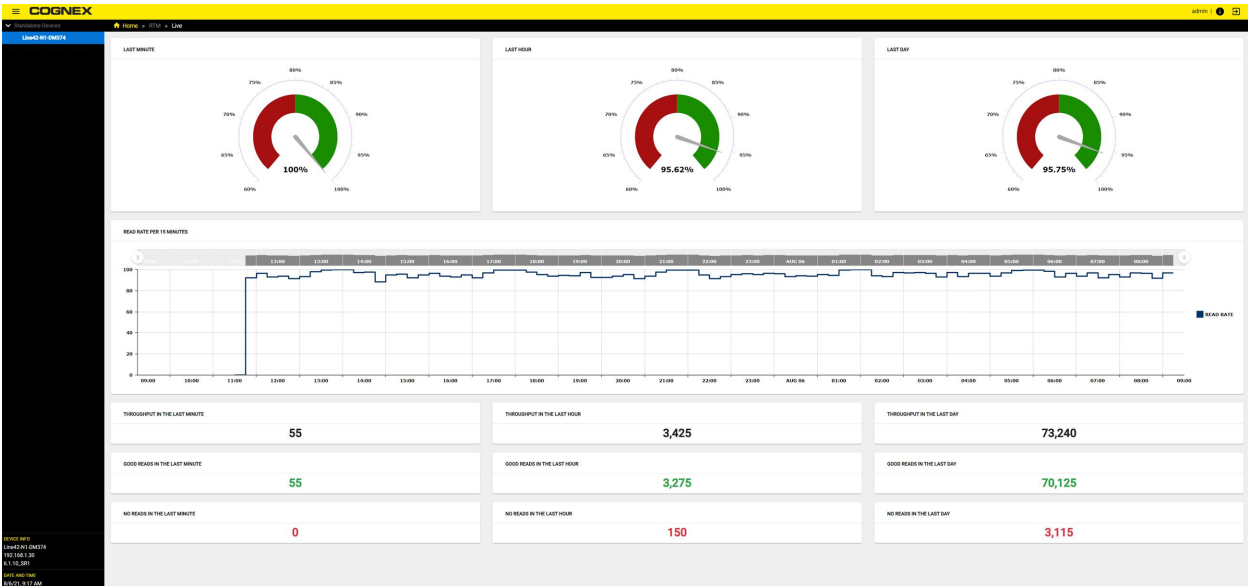 COGNEX
admin |
Standalone Devices
Home » RTM » Live
Line42-N1-DM374
LAST MINUTE
60%
65%
70%
75%
80%
85%
90%
95%
100%
100%
LAST HOUR
60%
65%
70%
75%
80%
85%
90%
95%
100%
95.62%
LAST DAY
60%
65%
70%
75%
80%
85%
90%
95%
100%
95.75%
READ RATE PER 15 MINUTES
12:00 13:00 14:00 15:00 16:00 17:00 18:00 19:00 20:00 21:00 22:00 23:00 AUG 06 01:00 02:00 03:00 04:00 05:00 06:00 07:00 08:00
100
80
60
40
20
0
READ RATE
09:00 10:00 11:00 12:00 13:00 14:00 15:00 16:00 17:00 18:00 19:00 20:00 21:00 22:00 23:00 AUG 06 01:00 02:00 03:00 04:00 05:00 06:00 07:00 08:00 09:00
THROUGHPUT IN THE LAST MINUTE
55
THROUGHPUT IN THE LAST HOUR
3,425
THROUGHPUT IN THE LAST DAY
73,240
GOOD READS IN THE LAST MINUTE
55
GOOD READS IN THE LAST HOUR
3,275
GOOD READS IN THE LAST DAY
70,125
NO READS IN THE LAST MINUTE
0
NO READS IN THE LAST HOUR
150
NO READS IN THE LAST DAY
3,115
DEVICE INFO
Line42-N1-DM374
192.168.1.30
6.1.10_SR1
DATE AND TIME
8/6/21, 9:17 AM